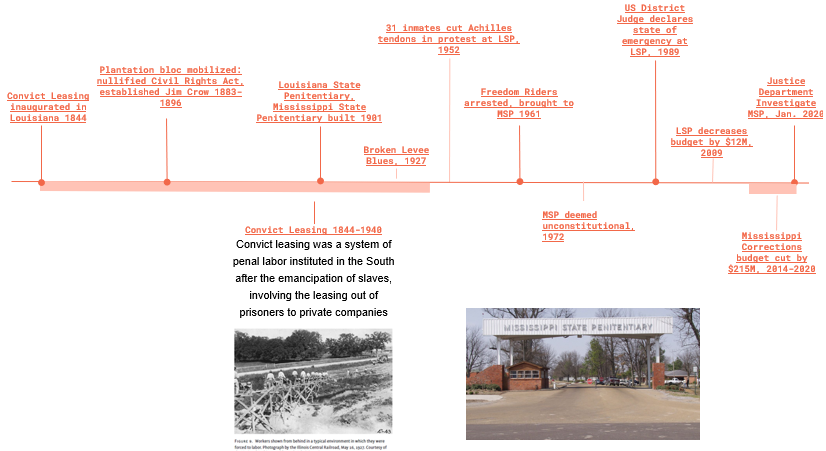 US District
Judge declares
state of
emergency at
LSP, 1989
31 inmates cut Achilles
tendons in protest at LSP,
1952
Plantation bloc mobilized:
nullified Civil Rights Act,
established Jim Crow 1883-
1896
Louisiana State
Penitentiary,
Mississippi State
Penitentiary built 1901
Justice
Department
Investigate
MSP, Jan. 2020
Convict Leasing
inaugurated in
Louisiana 1844
Freedom Riders
arrested, brought to
MSP 1961
LSP decreases
budget by $12M,
2009
Broken Levee
Blues, 1927
MSP deemed
unconstitutional,
1972
Convict Leasing 1844-1940
Convict leasing was a system of
penal labor instituted in the South
after the emancipation of slaves,
involving the leasing out of
prisoners to private companies
Mississippi
Corrections
budget cut by
$215M, 2014-2020
MISSISSIPPI STATE PENITENTIARY
FIGURE 6. Workers shown from behind in a typical environment in which they were
forced to labor. Photograph by the Illinois Central Railroad, May 16, 1927. Courtesy of